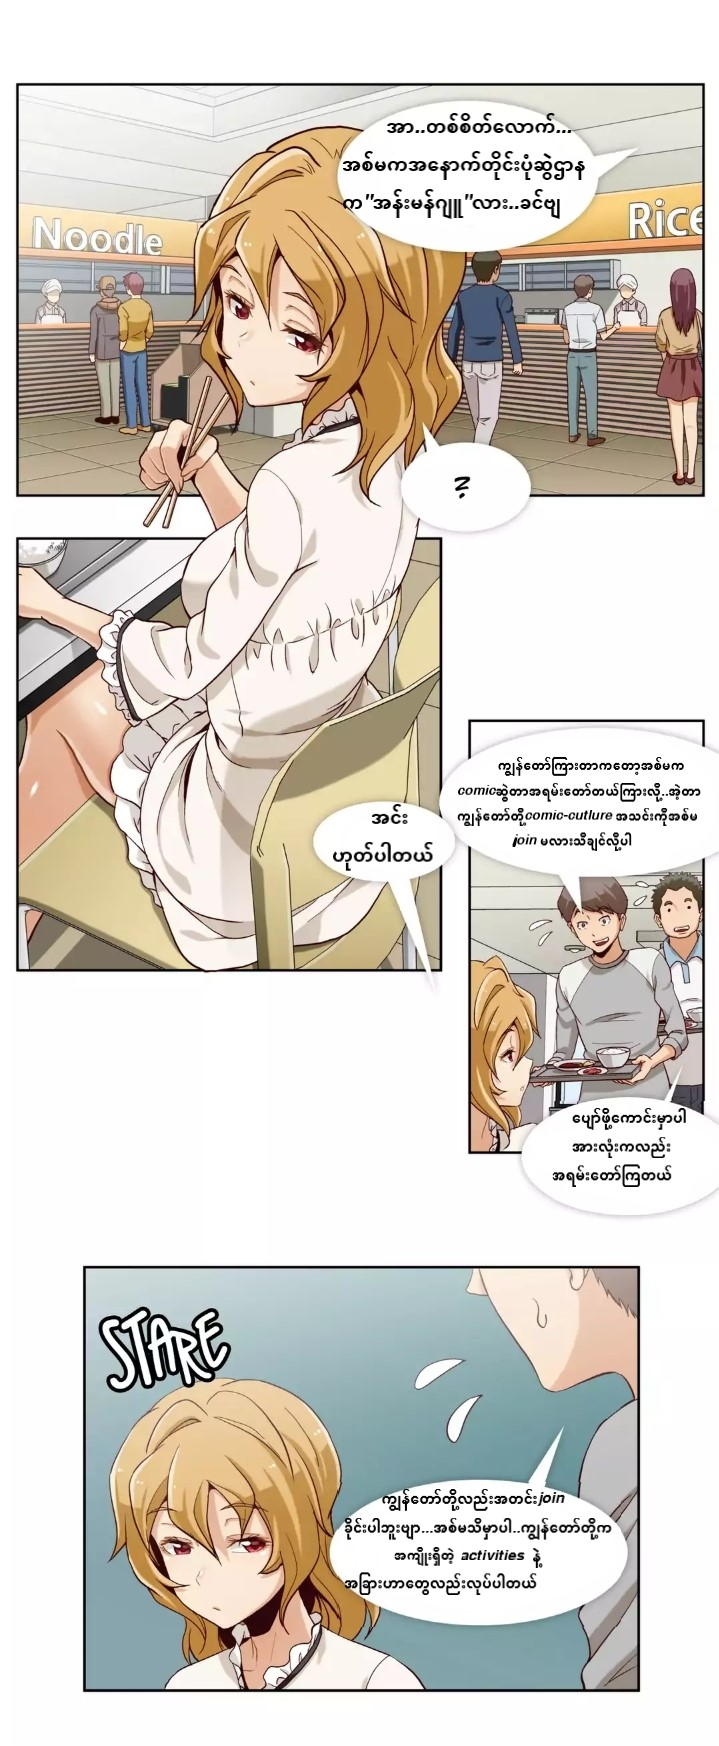 အာ..တစ်စိတ်လောက်...
အစ်မကအနောက်တိုင်းပုံဆွဲဌာန
က"အန်းမန်ဂျူ"လား..ခင်ဗျ
Noodle
Rice
?
ကျွန်တော်ကြားတာကတော့အစ်မက
comicဆွဲတာအရမ်းတော်တယ်ကြားလို့..အဲ့တာ
ကျွန်တော်တို့comic-cutlure အသင်းကိုအစ်မ
join မလားသိချင်လို့ပါ
အင်း
ဟုတ်ပါတယ်
ပျော်ဖို့ကောင်းမှာပါ
အားလုံးကလည်း
အရမ်းတော်ကြတယ်
STARE
ကျွန်တော်တို့လည်းအတင်းjoin
ခိုင်းပါဘူးဗျာ...အစ်မသိမှာပါ..ကျွန်တော်တို့က
အကျိုးရှိတဲ့ activities နဲ့
အခြားဟာတွေလည်းလုပ်ပါတယ်